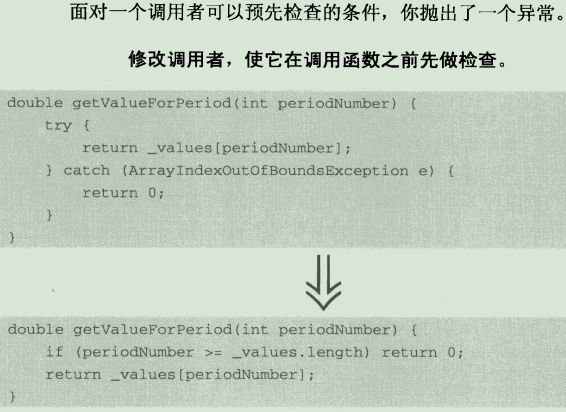 面对一个调用者可以预先检查的条件，你抛出了一个异常。
修改调用者，使它在调用函数之前先做检查。
double getValueForPeriod(int periodNumber) {
    try {
        return _values[periodNumber];
    } catch (ArrayIndexOutOfBoundsException e) {
        return 0;
    }
}
double getValueForPeriod(int periodNumber) {
    if (periodNumber >= _values.length) return 0;
    return _values[periodNumber];
}